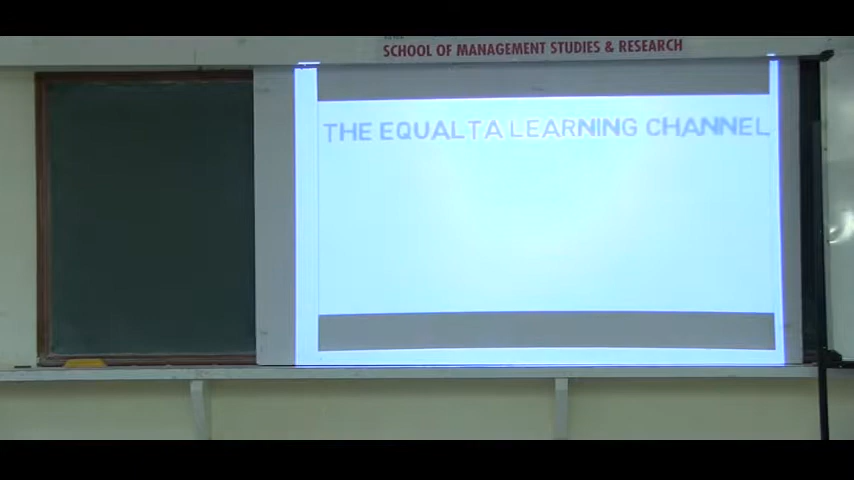 SCHOOL OF MANAGEMENT STUDIES & RESEARCH
THE EQUALTA LEARNING CHANNEL